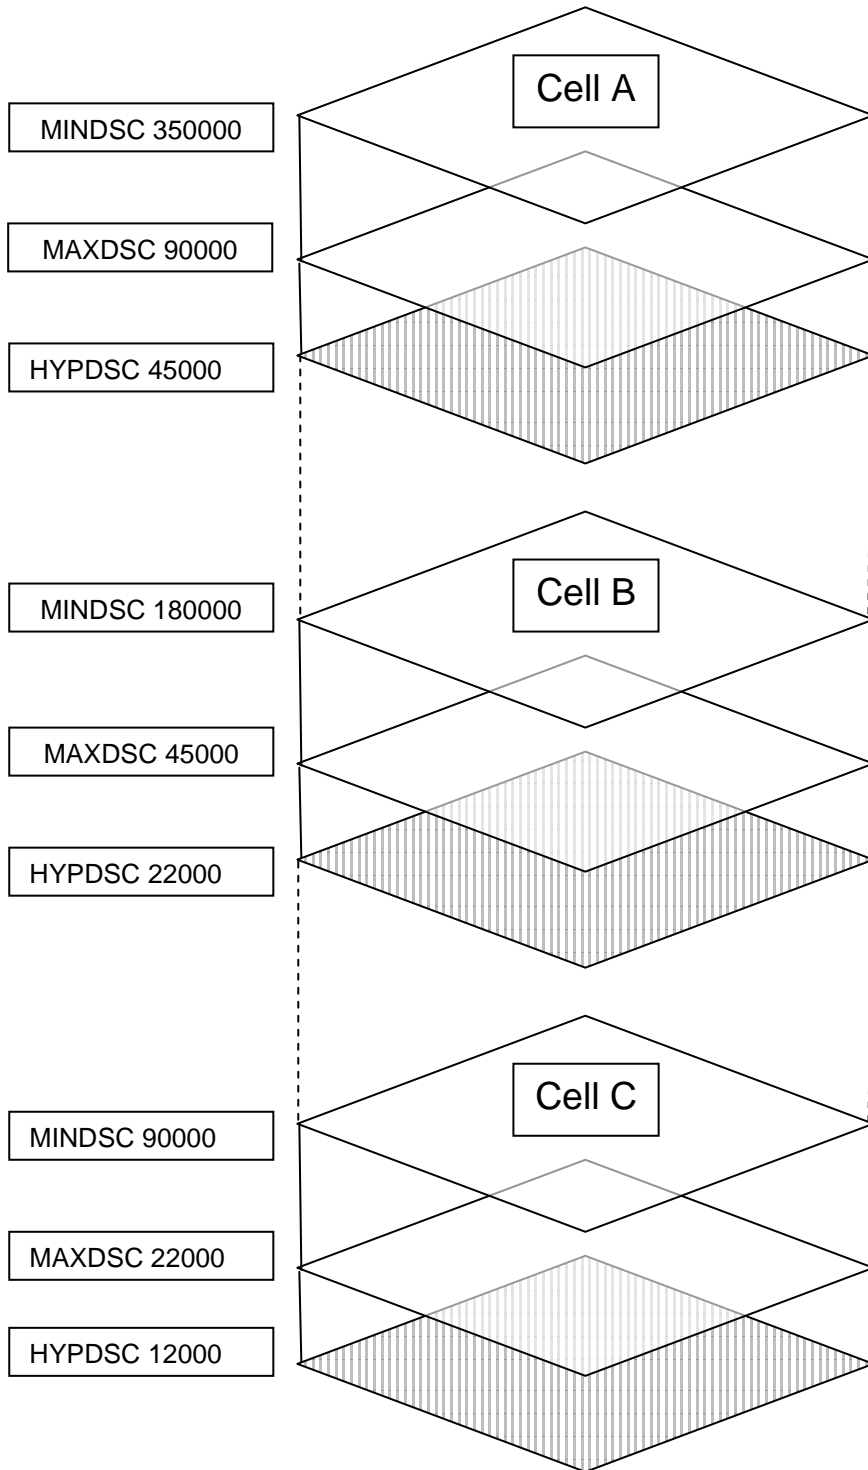 Cell A
MINDSC 350000
MAXDSC 90000
HYPDSC 45000
Cell B
MINDSC 180000
MAXDSC 45000
HYPDSC 22000
Cell C
MINDSC 90000
MAXDSC 22000
HYPDSC 12000